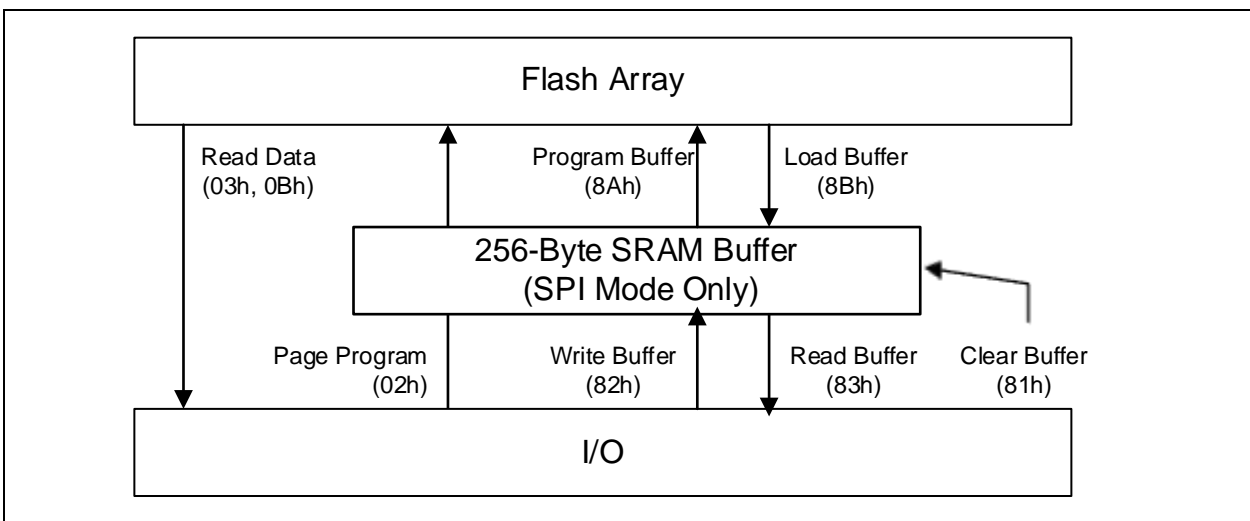 Flash Array
Read Data
(03h, 0Bh)
Program Buffer
(8Ah)
Load Buffer
(8Bh)
256-Byte SRAM Buffer
(SPI Mode Only)
Page Program
(02h)
Write Buffer
(82h)
Read Buffer
(83h)
Clear Buffer
(81h)
I/O